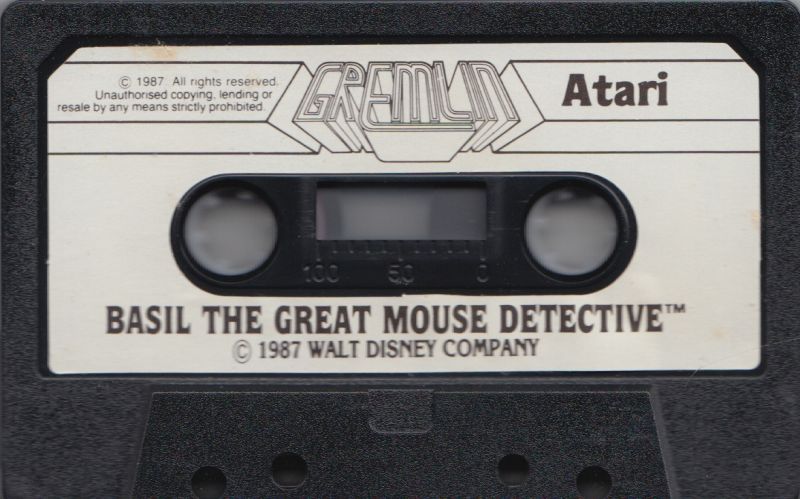 © 1987. All rights reserved.
Unauthorised copying, lending or
resale by any means strictly prohibited.
GREMLIN
Atari
100 50 0
BASIL THE GREAT MOUSE DETECTIVE™
© 1987 WALT DISNEY COMPANY